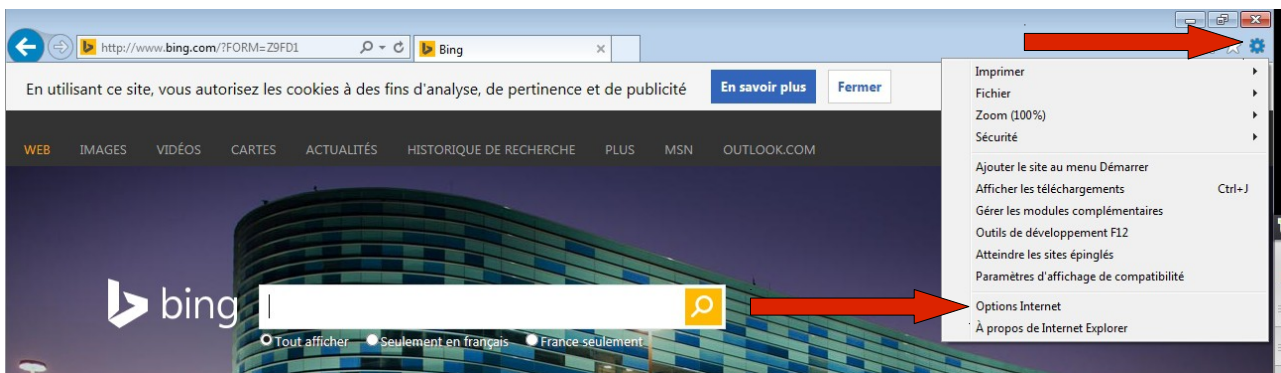 http://www.bing.com/?FORM=Z9FD1
Bing
En utilisant ce site, vous autorisez les cookies à des fins d'analyse, de pertinence et de publicité
En savoir plus
Fermer
WEB IMAGES VIDÉOS CARTES ACTUALITÉS HISTORIQUE DE RECHERCHE PLUS MSN OUTLOOK.COM
bing
Tout afficher Seulement en français France seulement
Imprimer
Fichier
Zoom (100%)
Sécurité
Ajouter le site au menu Démarrer
Afficher les téléchargements Ctrl+J
Gérer les modules complémentaires
Outils de développement F12
Atteindre les sites épinglés
Paramètres d'affichage de compatibilité
Options Internet
À propos de Internet Explorer